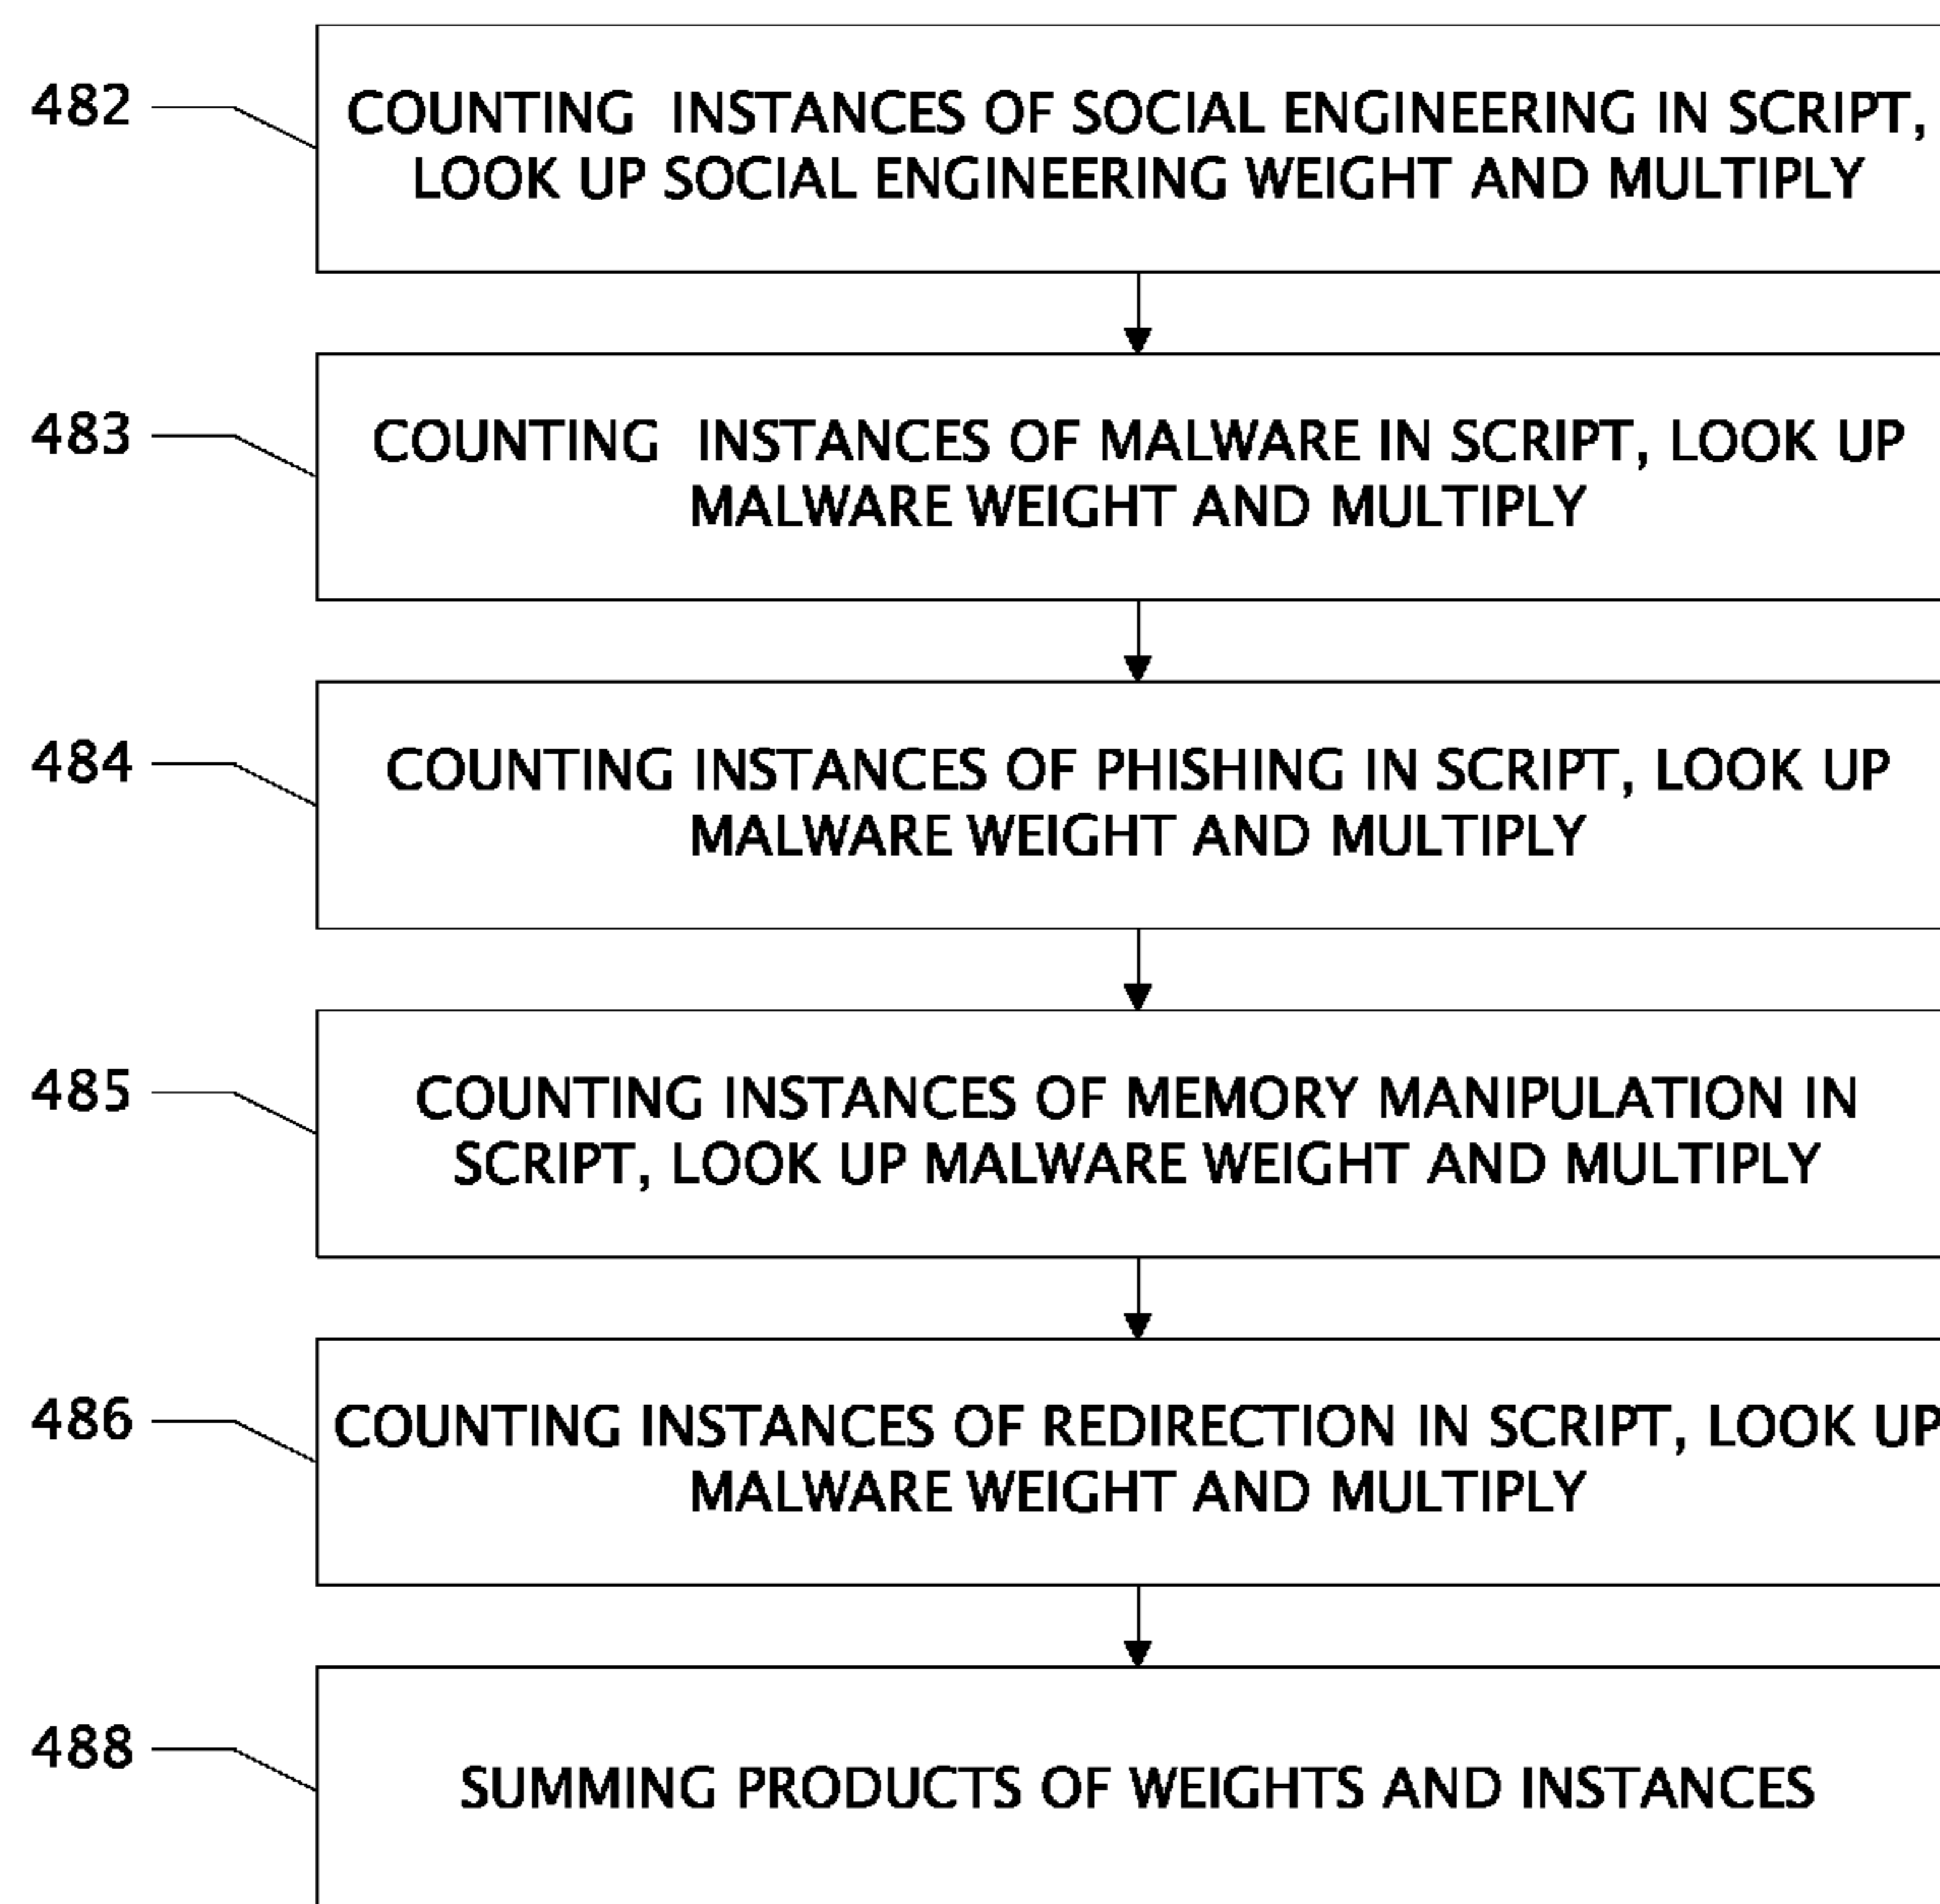 482
COUNTING INSTANCES OF SOCIAL ENGINEERING IN SCRIPT,
LOOK UP SOCIAL ENGINEERING WEIGHT AND MULTIPLY
483
COUNTING INSTANCES OF MALWARE IN SCRIPT, LOOK UP
MALWARE WEIGHT AND MULTIPLY
484
COUNTING INSTANCES OF PHISHING IN SCRIPT, LOOK UP
MALWARE WEIGHT AND MULTIPLY
485
COUNTING INSTANCES OF MEMORY MANIPULATION IN
SCRIPT, LOOK UP MALWARE WEIGHT AND MULTIPLY
486
COUNTING INSTANCES OF REDIRECTION IN SCRIPT, LOOK UP
MALWARE WEIGHT AND MULTIPLY
488
SUMMING PRODUCTS OF WEIGHTS AND INSTANCES